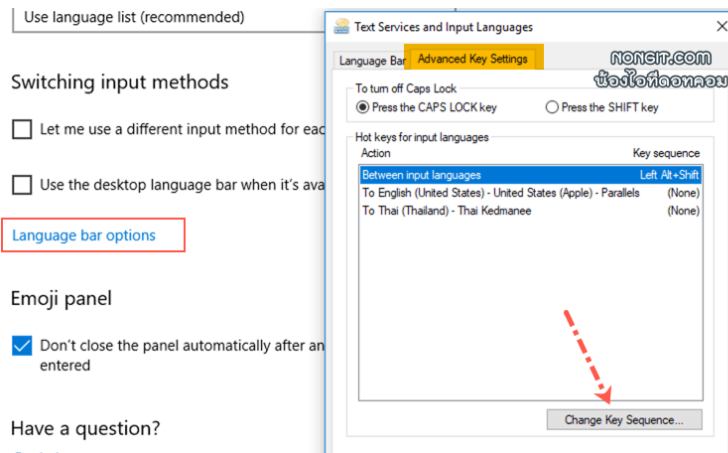 Use language list (recommended)
Switching input methods
Let me use a different input method for eac
Use the desktop language bar when it's ava
Language bar options
Emoji panel
Don't close the panel automatically after an
entered
Have a question?
Text Services and Input Languages
Language Bar
Advanced Key Settings
NONGIT.COM
น้องไอทีดอทคอม
To turn off Caps Lock
Press the CAPS LOCK key
Press the SHIFT key
Hot keys for input languages
Action Key sequence
Between input languages Left Alt+Shift
To English (United States) - United States (Apple) - Parallels (None)
To Thai (Thailand) - Thai Kedmanee (None)
Change Key Sequence...